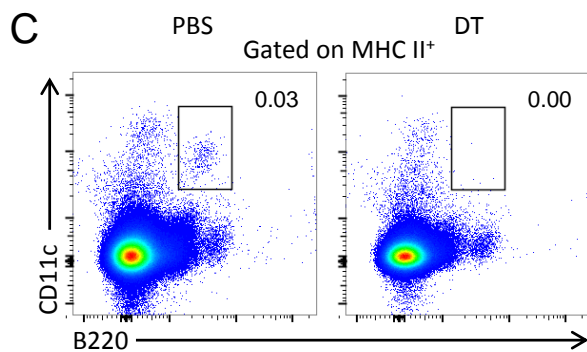 C
PBS
DT
Gated on MHC II⁺
0.03
0.00
CD11c
B220